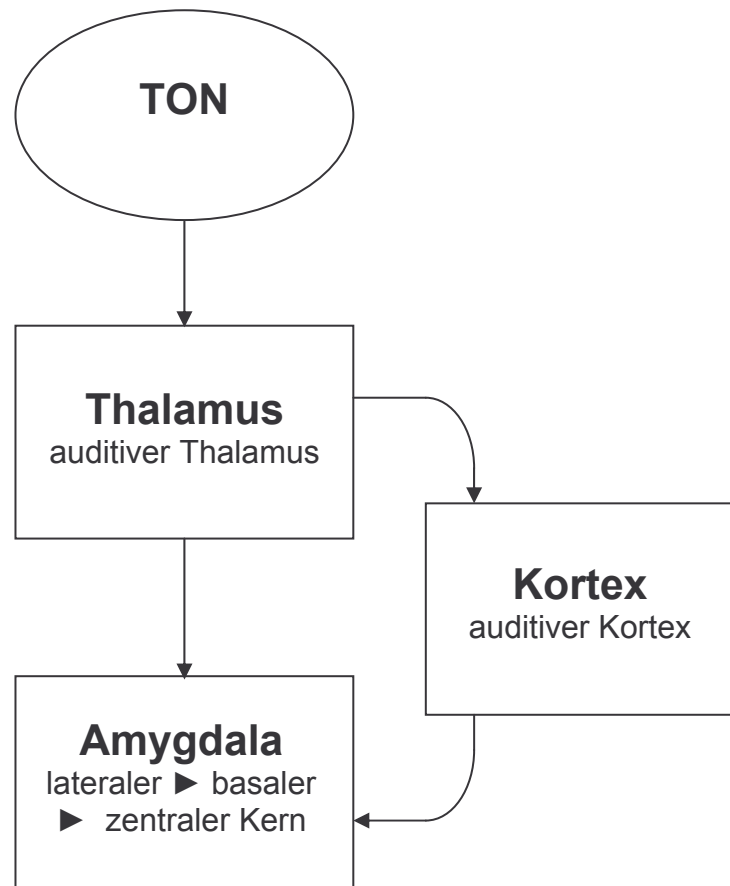 TON
Thalamus
auditiver Thalamus
Kortex
auditiver Kortex
Amygdala
lateraler ► basaler
► zentraler Kern